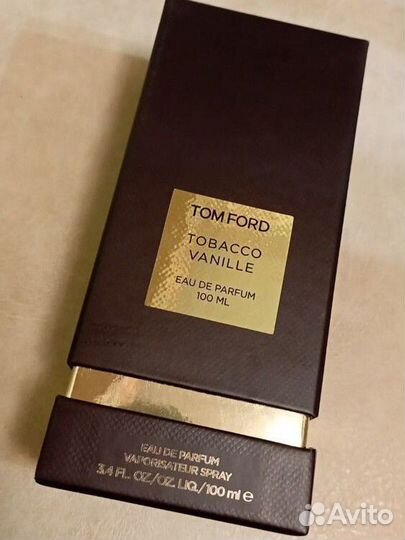 TOM FORD
TOBACCO
VANILLE
EAU DE PARFUM
100 ML
EAU DE PARFUM
VAPORISATEUR SPRAY
3.4 FL. OZ/OZ. LIQ./100 ml e
Avito